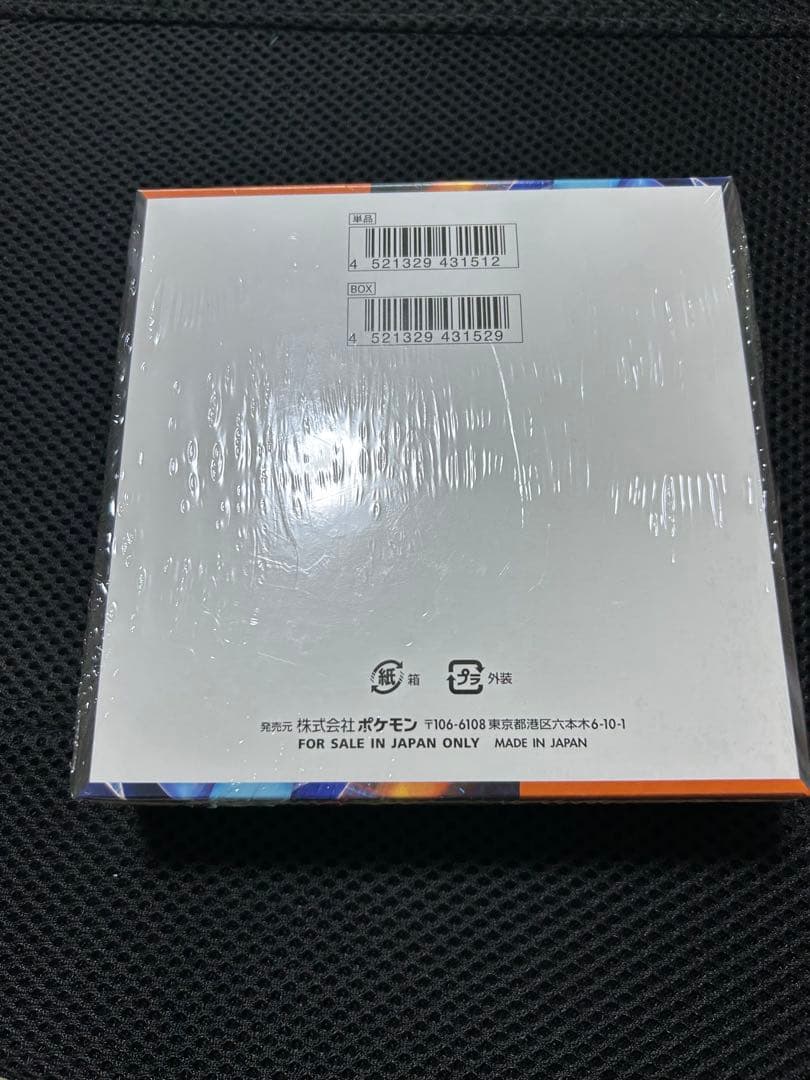 単品
4 521329 431512
BOX
4 521329 431529
紙 箱
プラ 外装
発売元 株式会社 ポケモン 〒106-6108 東京都港区六本木6-10-1
FOR SALE IN JAPAN ONLY MADE IN JAPAN